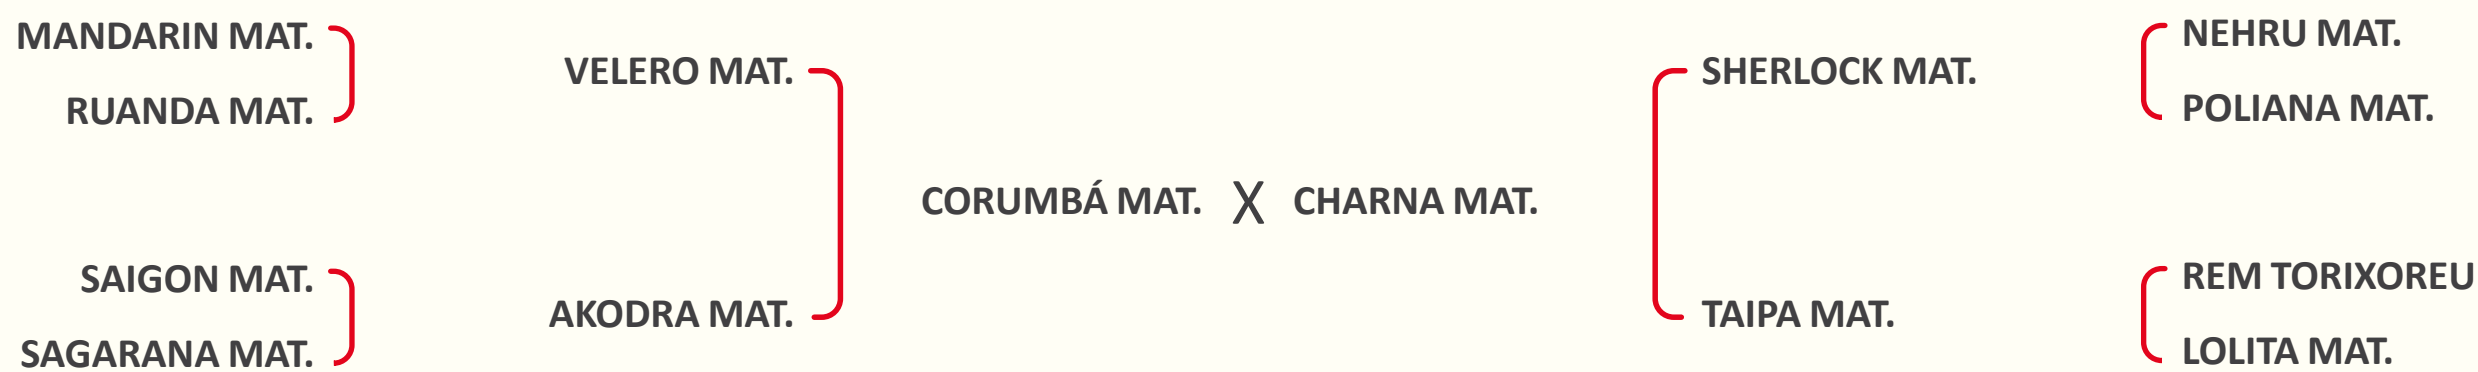 MANDARIN MAT.
RUANDA MAT.
VELERO MAT.
SAIGON MAT.
SAGARANA MAT.
AKODRA MAT.
CORUMBÁ MAT. X CHARNA MAT.
SHERLOCK MAT.
NEHRU MAT.
POLIANA MAT.
TAIPA MAT.
REM TORIXOREU
LOLITA MAT.